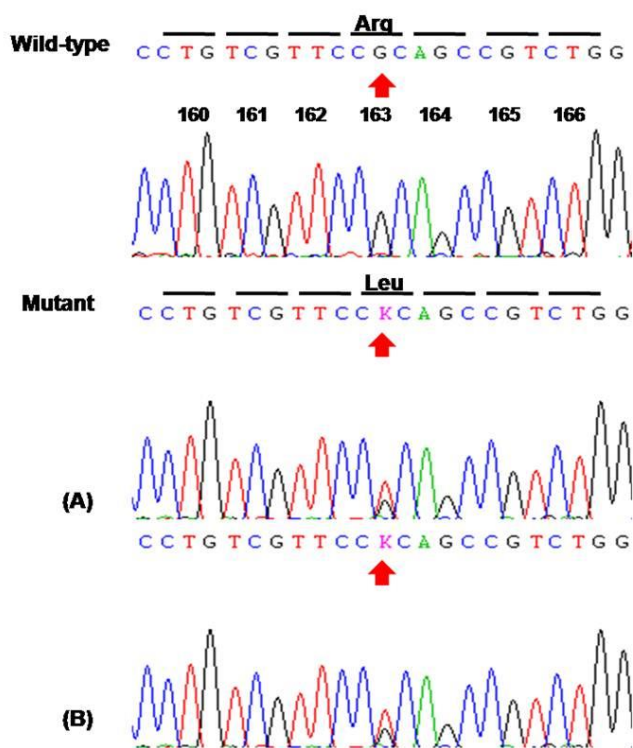 Arg
Wild-type C C T G T C G T T C C G C A G C C G T C T G G
160 161 162 163 164 165 166
Leu
Mutant C C T G T C G T T C C K C A G C C G T C T G G
(A)
C C T G T C G T T C C K C A G C C G T C T G G
(B)